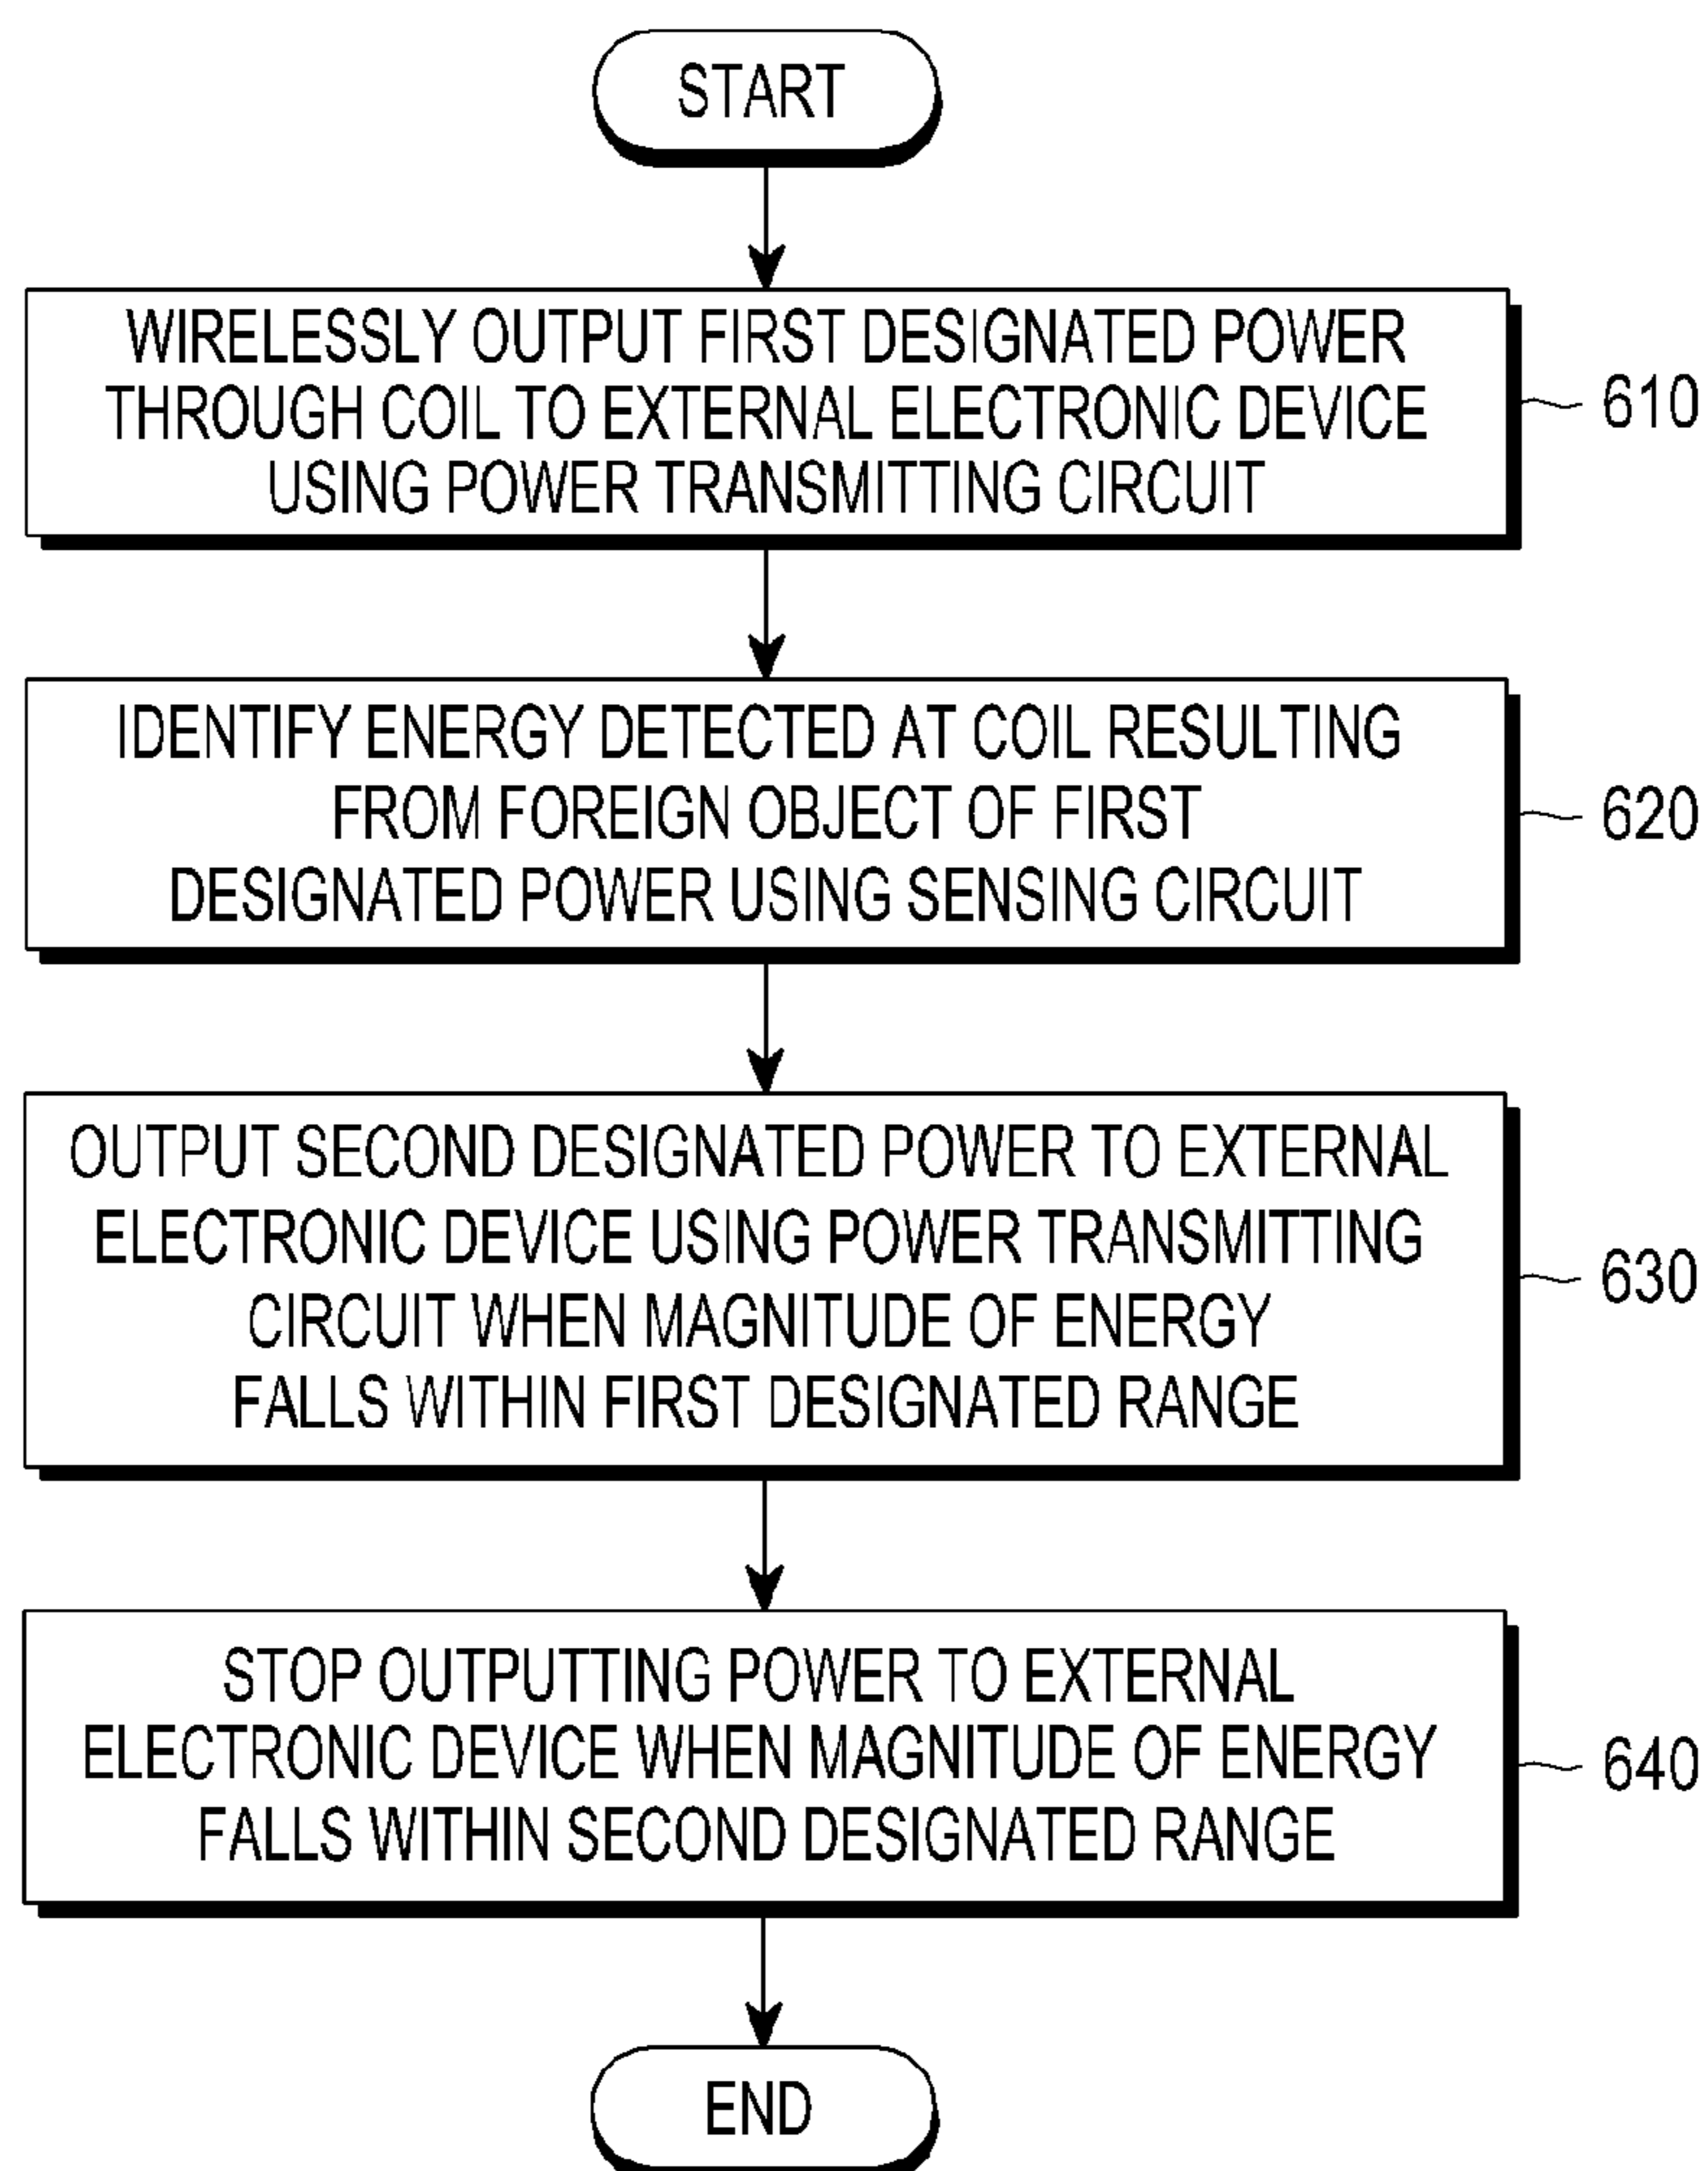 START
WIRELESSLY OUTPUT FIRST DESIGNATED POWER
THROUGH COIL TO EXTERNAL ELECTRONIC DEVICE
USING POWER TRANSMITTING CIRCUIT
610
IDENTIFY ENERGY DETECTED AT COIL RESULTING
FROM FOREIGN OBJECT OF FIRST
DESIGNATED POWER USING SENSING CIRCUIT
620
OUTPUT SECOND DESIGNATED POWER TO EXTERNAL
ELECTRONIC DEVICE USING POWER TRANSMITTING
CIRCUIT WHEN MAGNITUDE OF ENERGY
FALLS WITHIN FIRST DESIGNATED RANGE
630
STOP OUTPUTTING POWER TO EXTERNAL
ELECTRONIC DEVICE WHEN MAGNITUDE OF ENERGY
FALLS WITHIN SECOND DESIGNATED RANGE
640
END